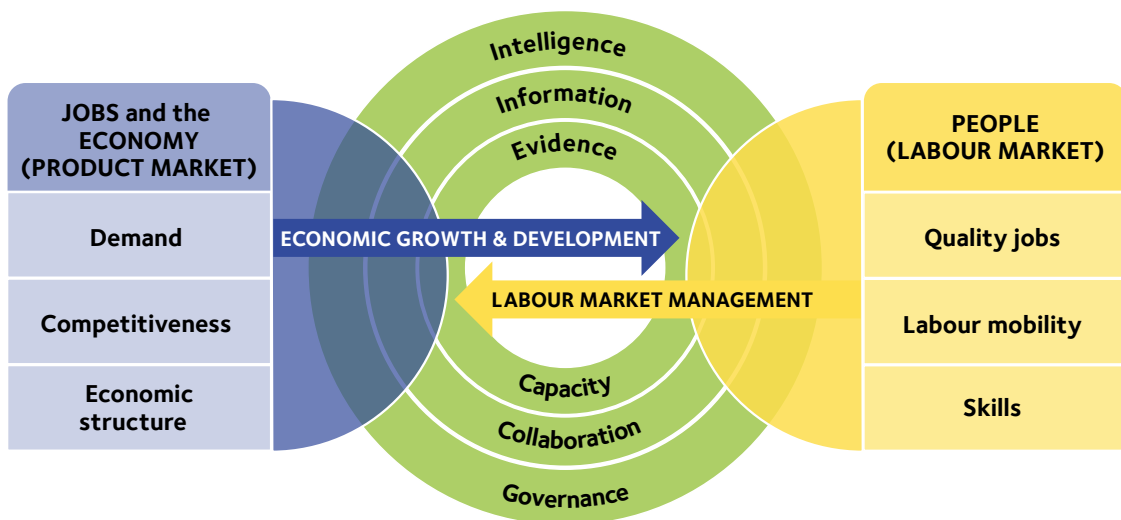 JOBS and the
ECONOMY
(PRODUCT MARKET)
Demand
Competitiveness
Economic
structure
Intelligence
Information
Evidence
ECONOMIC GROWTH & DEVELOPMENT
LABOUR MARKET MANAGEMENT
Capacity
Collaboration
Governance
PEOPLE
(LABOUR MARKET)
Quality jobs
Labour mobility
Skills